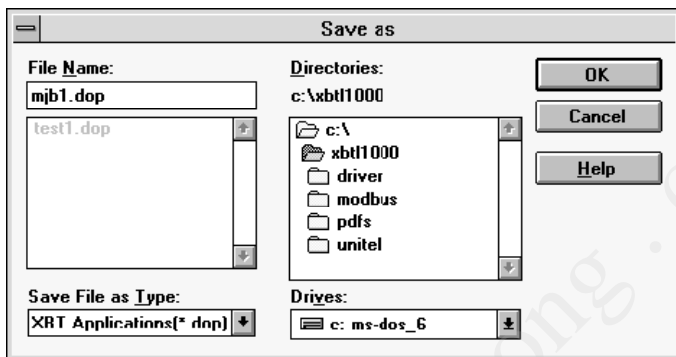 Save as
File Name:
mjb1.dop
test1.dop
Save File as Type:
XBT Applications(*.dop)
Directories:
c:\xbtl1000
c:\
xbtl1000
driver
modbus
pdfs
unitel
Drives:
c: ms-dos_6
OK
Cancel
Help